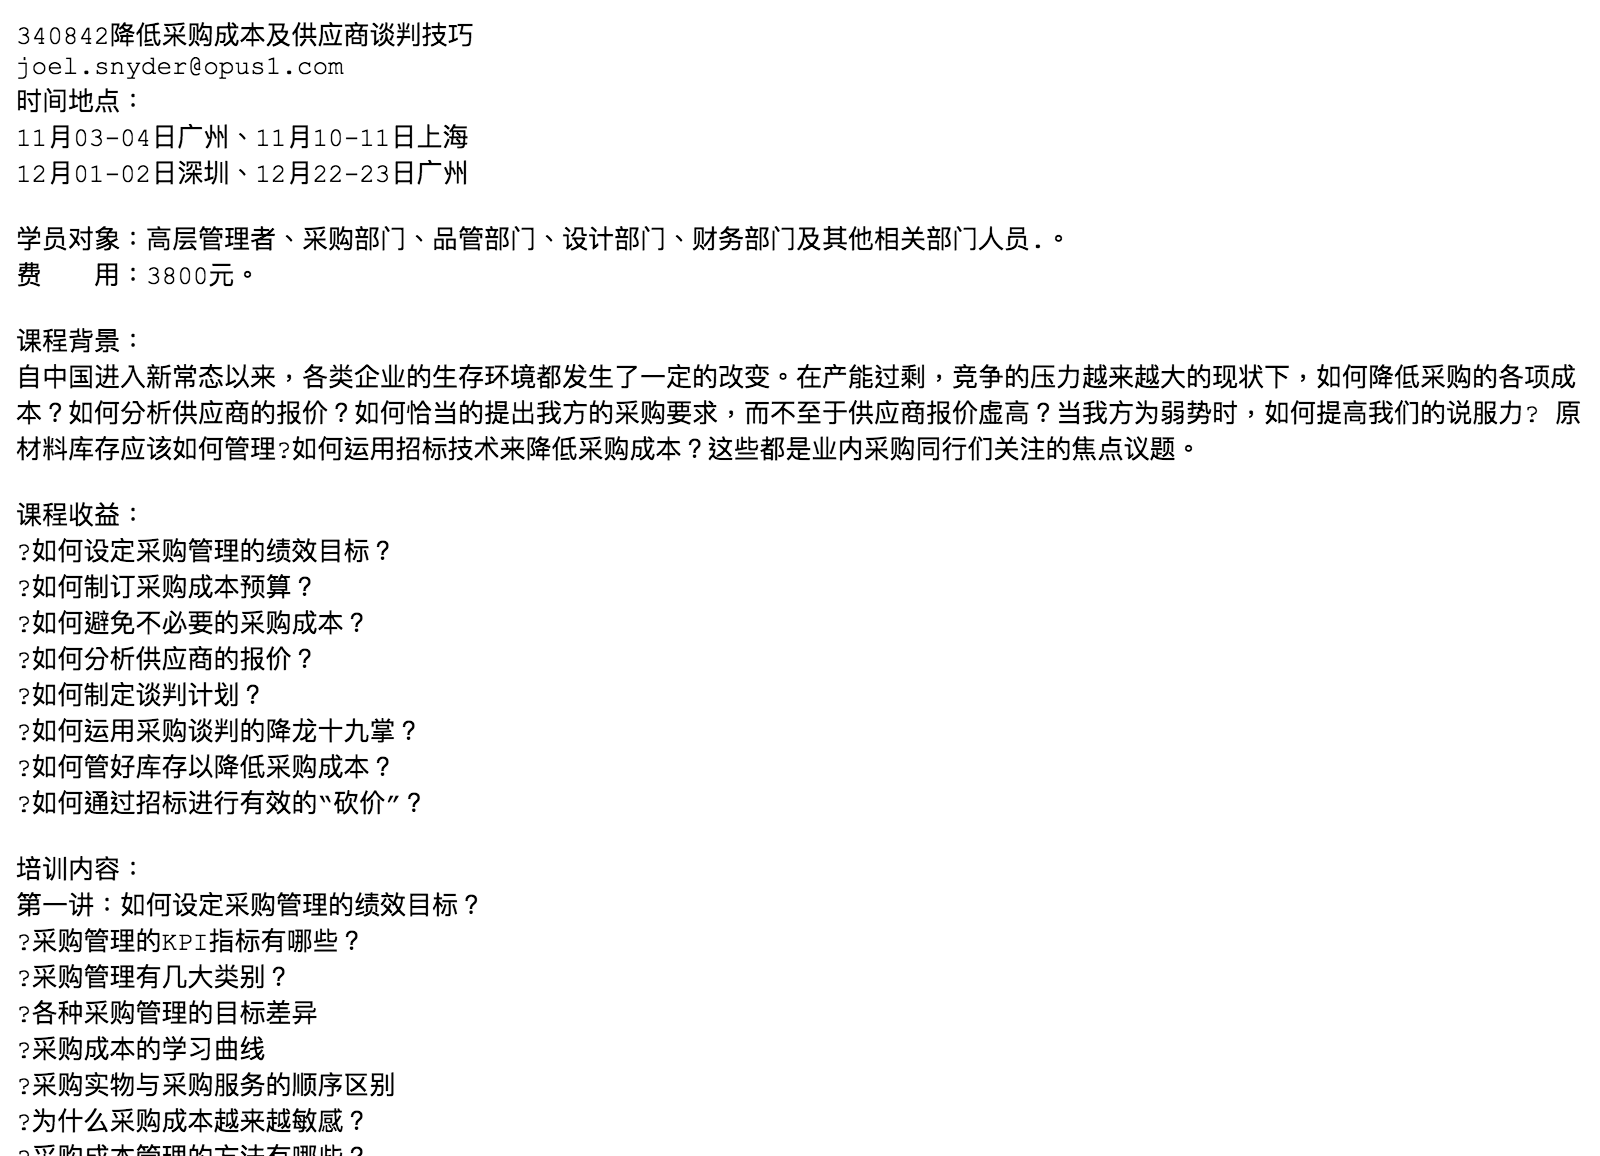 340842降低采购成本及供应商谈判技巧
joel.snyder@opus1.com
时间地点：
11月03-04日广州、11月10-11日上海
12月01-02日深圳、12月22-23日广州
学员对象：高层管理者、采购部门、品管部门、设计部门、财务部门及其他相关部门人员.。
费　　用：3800元。
课程背景：
自中国进入新常态以来，各类企业的生存环境都发生了一定的改变。在产能过剩，竞争的压力越来越大的现状下，如何降低采购的各项成
本？如何分析供应商的报价？如何恰当的提出我方的采购要求，而不至于供应商报价虚高？当我方为弱势时，如何提高我们的说服力? 原
材料库存应该如何管理?如何运用招标技术来降低采购成本？这些都是业内采购同行们关注的焦点议题。
课程收益：
?如何设定采购管理的绩效目标？
?如何制订采购成本预算？
?如何避免不必要的采购成本？
?如何分析供应商的报价？
?如何制定谈判计划？
?如何运用采购谈判的降龙十九掌？
?如何管好库存以降低采购成本？
?如何通过招标进行有效的“砍价”？
培训内容：
第一讲：如何设定采购管理的绩效目标？
?采购管理的KPI指标有哪些？
?采购管理有几大类别？
?各种采购管理的目标差异
?采购成本的学习曲线
?采购实物与采购服务的顺序区别
?为什么采购成本越来越敏感？
?采购成本管理的方法有哪些？